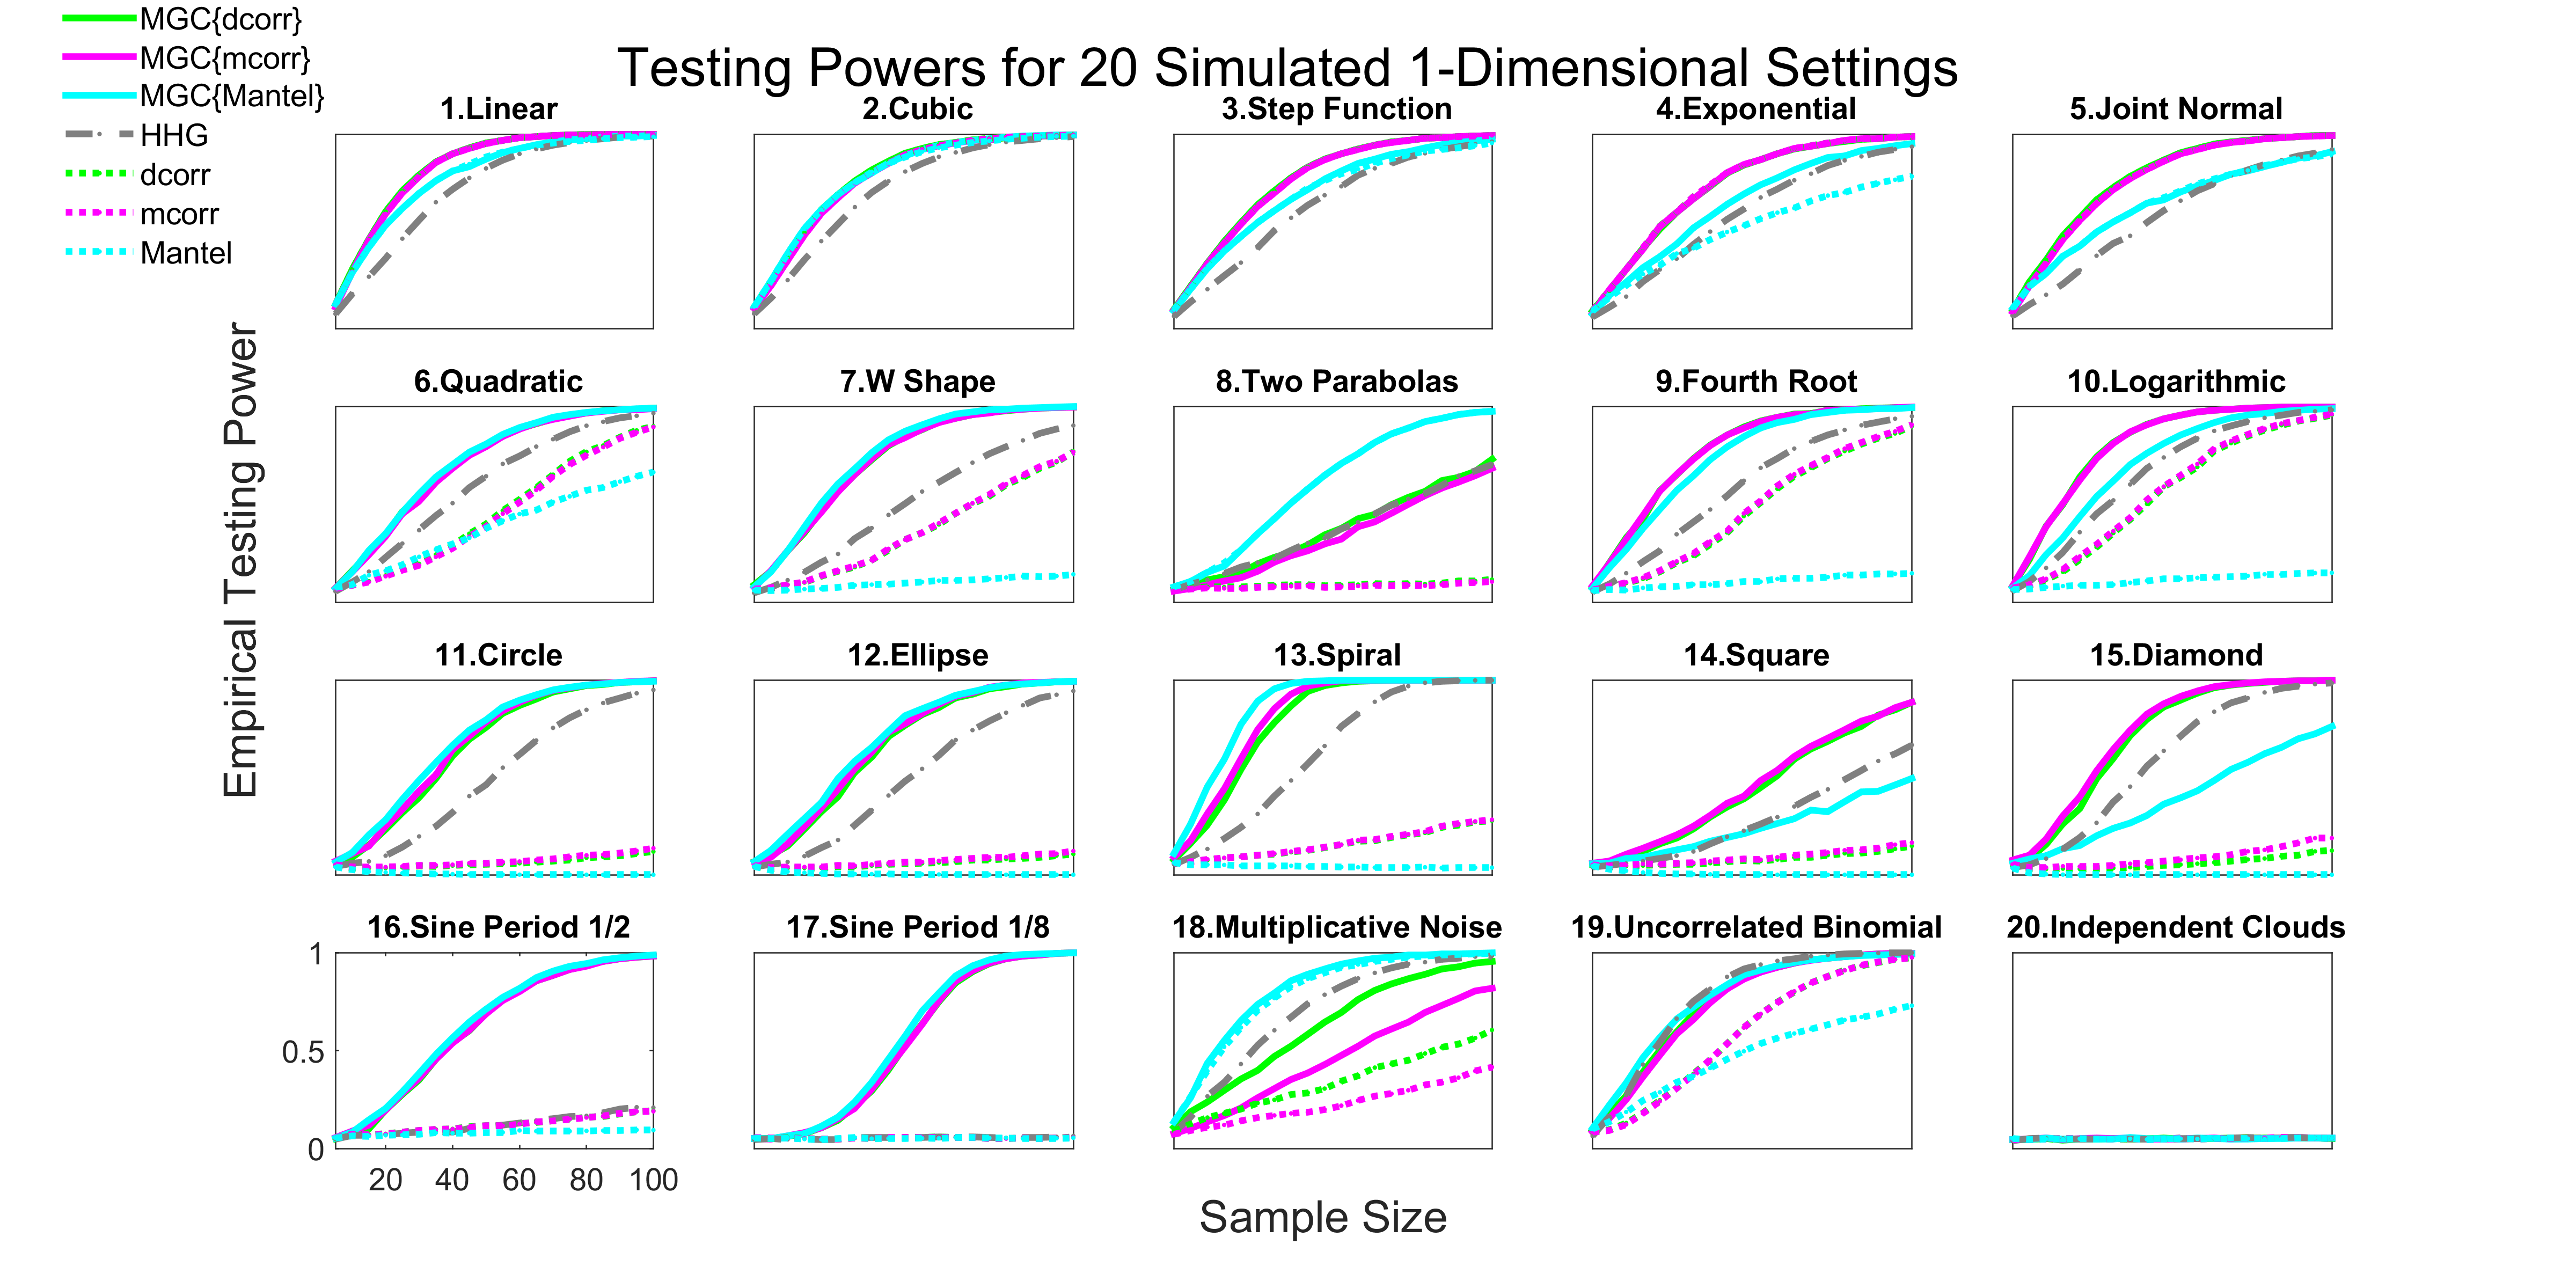 MGC{dcorr}
MGC{mcorr}
MGC{Mantel}
HHG
dcorr
mcorr
Mantel
Testing Powers for 20 Simulated 1-Dimensional Settings
1.Linear
2.Cubic
3.Step Function
4.Exponential
5.Joint Normal
6.Quadratic
7.W Shape
8.Two Parabolas
9.Fourth Root
10.Logarithmic
11.Circle
12.Ellipse
13.Spiral
14.Square
15.Diamond
16.Sine Period 1/2
17.Sine Period 1/8
18.Multiplicative Noise
19.Uncorrelated Binomial
20.Independent Clouds
1
0.5
0
20 40 60 80 100
Empirical Testing Power
Sample Size